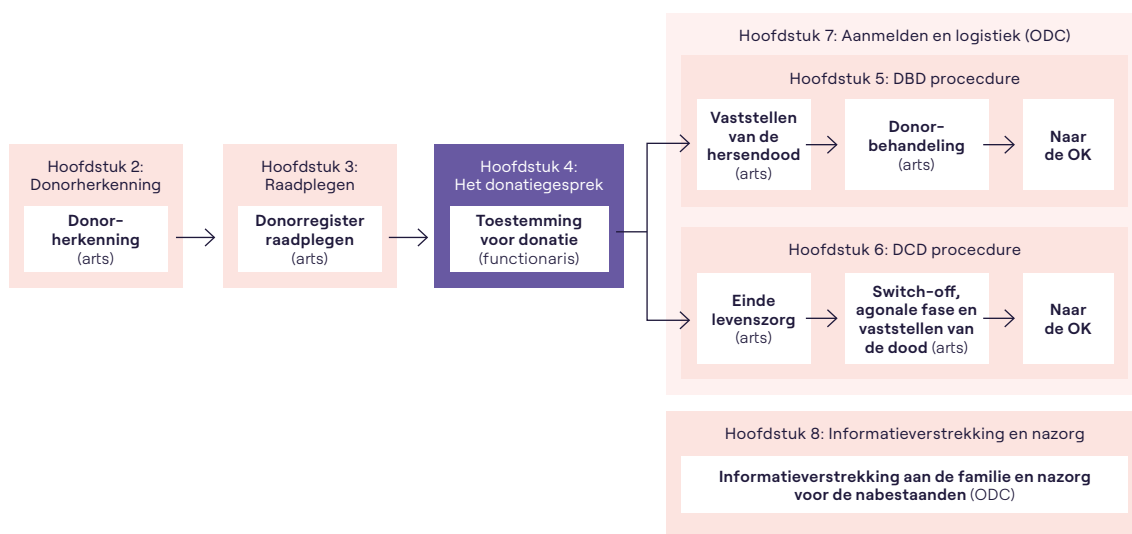 Hoofdstuk 2:
Donorherkenning
Donor-
herkenning
(arts)
Hoofdstuk 3:
Raadplegen
Donorregister
raadplegen
(arts)
Hoofdstuk 4:
Het donatiegesprek
Toestemming
voor donatie
(functionaris)
Hoofdstuk 7: Aanmelden en logistiek (ODC)
Hoofdstuk 5: DBD procecdure
Vaststellen
van de
hersendood
(arts)
Donor-
behandeling
(arts)
Naar
de OK
Hoofdstuk 6: DCD procecdure
Einde
levenszorg
(arts)
Switch-off,
agonale fase en
vaststellen van
de dood (arts)
Naar
de OK
Hoofdstuk 8: Informatieverstrekking en nazorg
Informatieverstrekking aan de familie en nazorg
voor de nabestaanden (ODC)